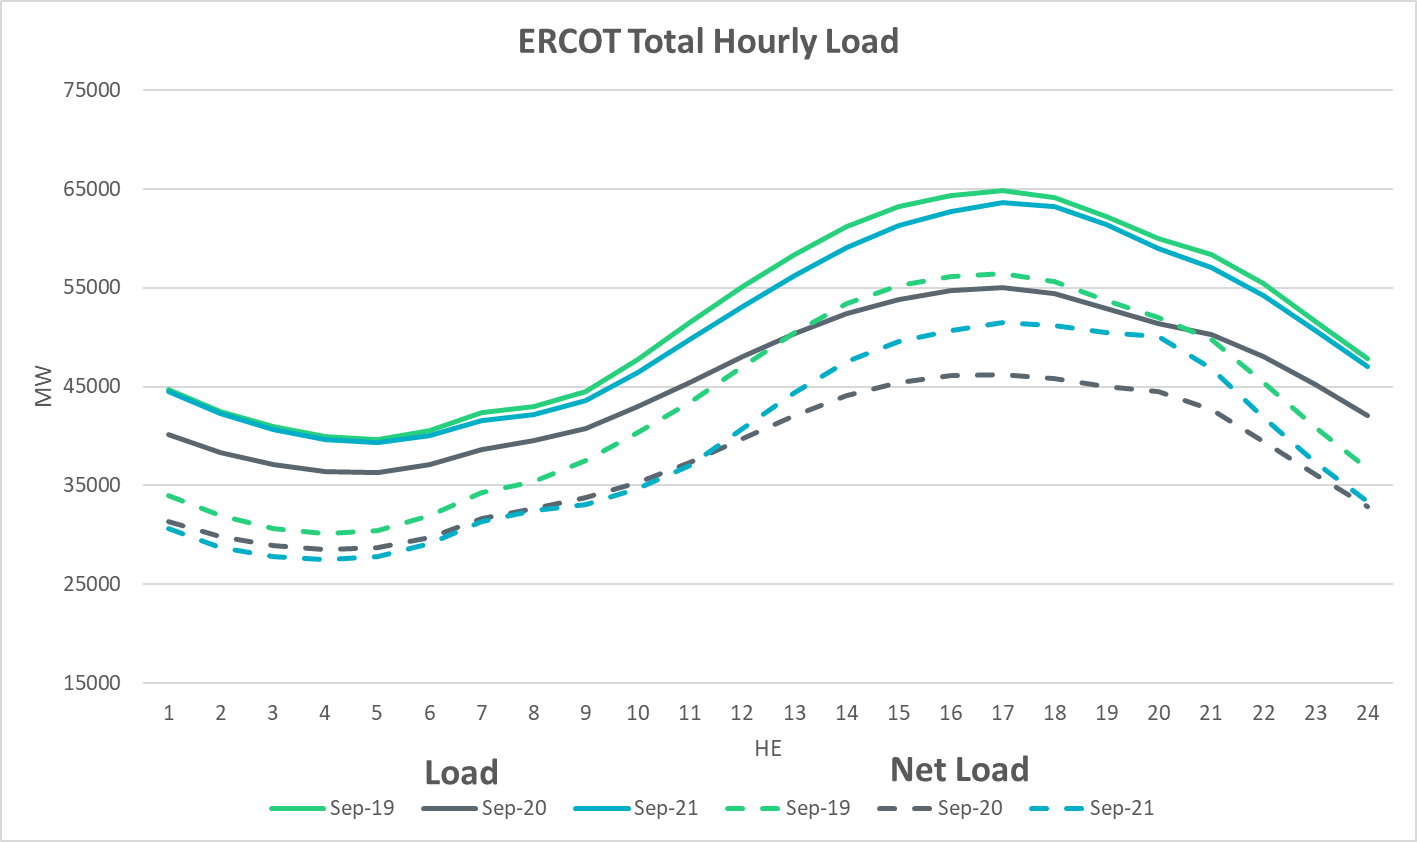 ERCOT Total Hourly Load
75000
65000
55000
45000
35000
25000
15000
MW
1 2 3 4 5 6 7 8 9 10 11 12 13 14 15 16 17 18 19 20 21 22 23 24
HE
Load Net Load
Sep-19 Sep-20 Sep-21 Sep-19 Sep-20 Sep-21